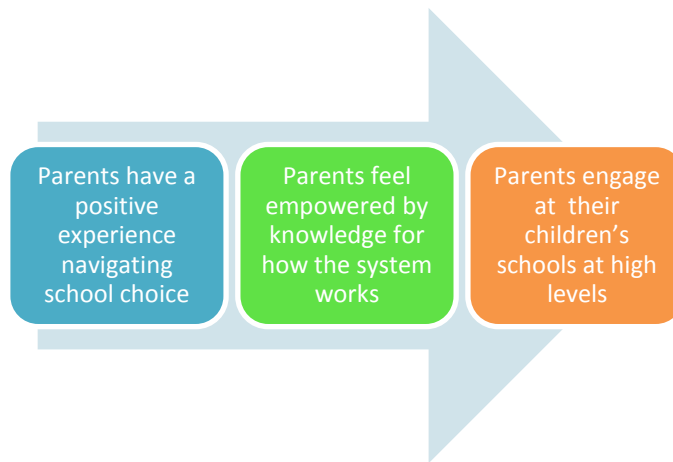 Parents have a
positive
experience
navigating
school choice
Parents feel
empowered by
knowledge for
how the system
works
Parents engage
at their
children’s
schools at high
levels